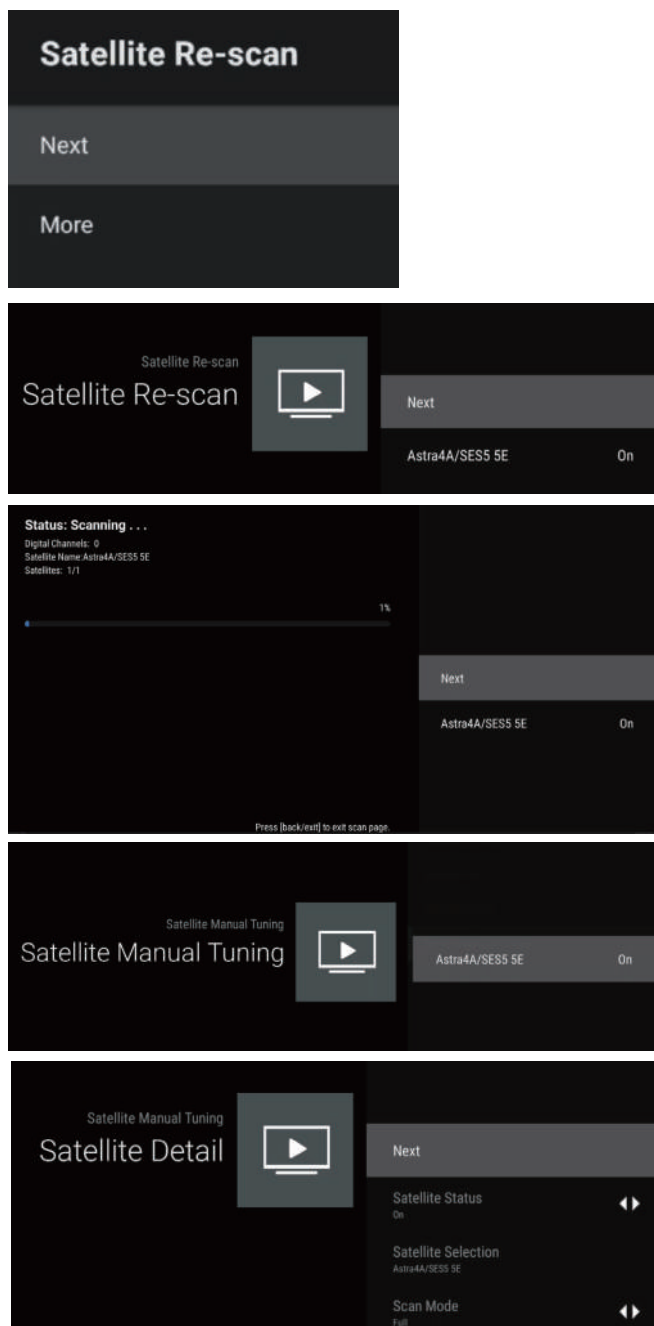 Satellite Re-scan
Next
More
Satellite Re-scan
Satellite Re-scan
Next
Astra4A/SES5 5E On
Status: Scanning . . .
Digital Channels: 0
Satellite Name:Astra4A/SES5 5E
Satellites: 1/1
1%
Next
Astra4A/SES5 5E On
Press [back/exit] to exit scan page.
Satellite Manual Tuning
Satellite Manual Tuning
Astra4A/SES5 5E On
Satellite Manual Tuning
Satellite Detail
Next
Satellite Status
On
Satellite Selection
Astra4A/SES5 5E
Scan Mode
Full